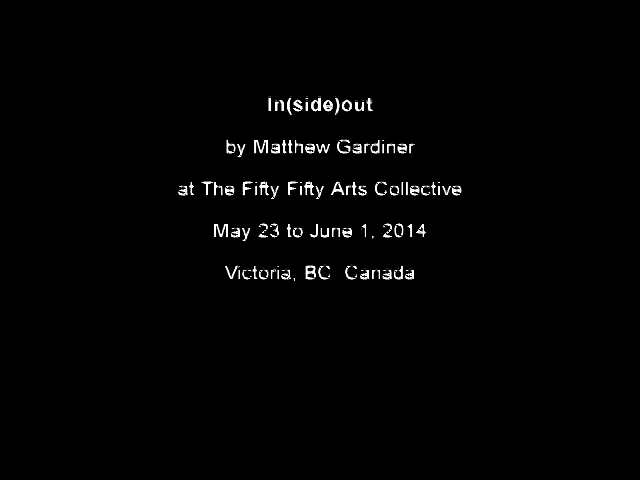 In(side)out
by Matthew Gardiner
at The Fifty Fifty Arts Collective
May 23 to June 1, 2014
Victoria, BC  Canada